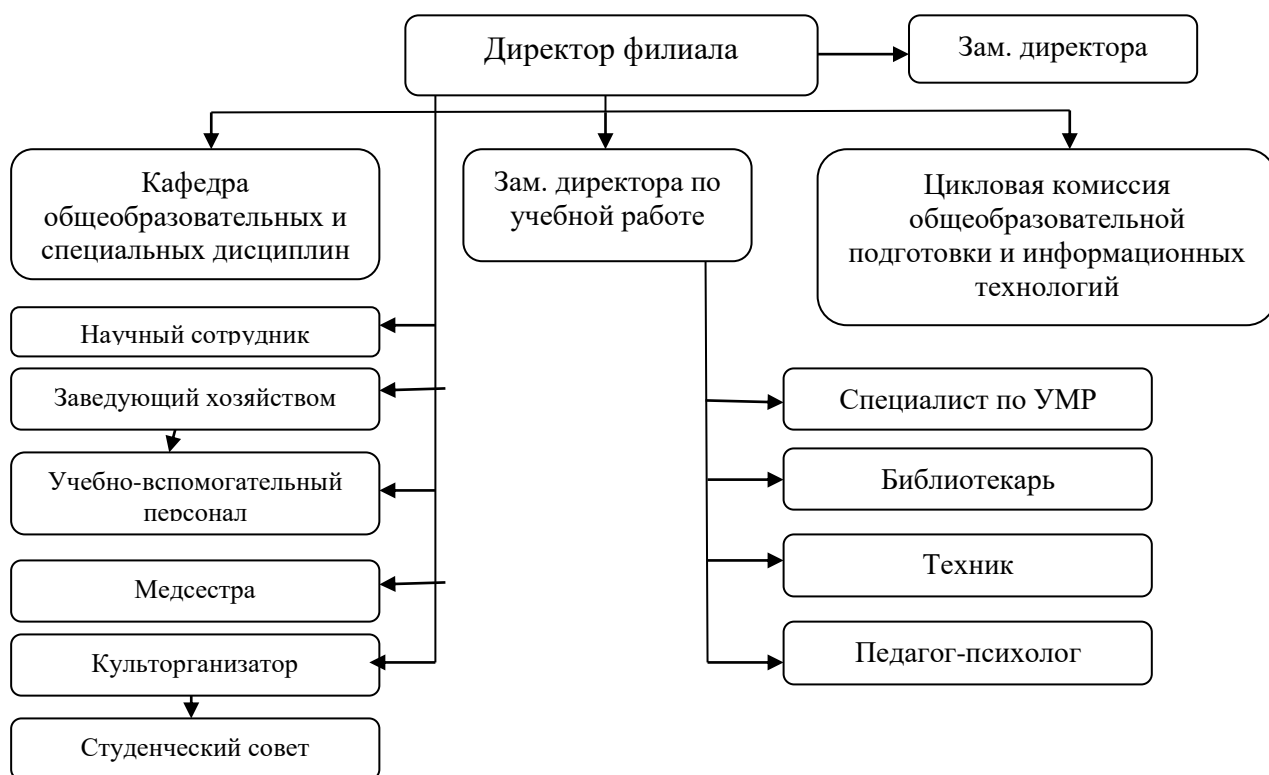 Директор филиала
Зам. директора
Кафедра
общеобразовательных и
специальных дисциплин
Зам. директора по
учебной работе
Цикловая комиссия
общеобразовательной
подготовки и информационных
технологий
Научный сотрудник
Заведующий хозяйством
Учебно-вспомогательный
персонал
Медсестра
Культорганизатор
Студенческий совет
Специалист по УМР
Библиотекарь
Техник
Педагог-психолог